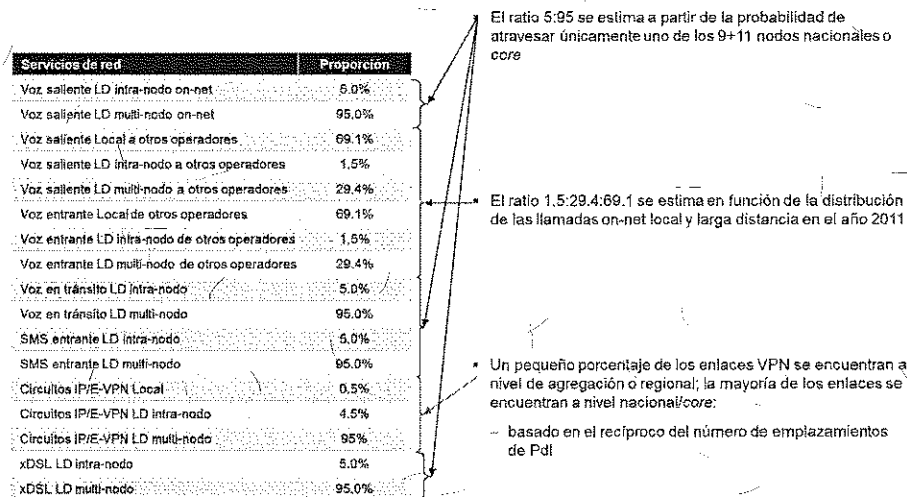 El ratio 5:95 se estima a partir de la probabilidad de
atravesar únicamente uno de los 9+11 nodos nacionales o
core
Servicios de red Proporción
Voz saliente LD intra-nodo on-net 5.0%
Voz saliente LD multi-nodo on-net 95.0%
Voz saliente Local a otros operadores 69.1%
Voz saliente LD intra-nodo a otros operadores 1.5%
Voz saliente LD multi-nodo a otros operadores 29.4%
Voz entrante Local de otros operadores 69.1%
Voz entrante LD intra-nodo de otros operadores 1.5%
Voz entrante LD multi-nodo de otros operadores 29.4%
Voz en tránsito LD intra-nodo 5.0%
Voz en tránsito LD multi-nodo 95.0%
SMS entrante LD intra-nodo 5.0%
SMS entrante LD multi-nodo 95.0%
Circuitos IP/E-VPN Local 0.5%
Circuitos IP/E-VPN LD intra-nodo 4.5%
Circuitos IP/E-VPN LD multi-nodo 95%
xDSL LD intra-nodo 5.0%
xDSL LD multi-nodo 95.0%
El ratio 1.5:29.4:69.1 se estima en función de la distribución
de las llamadas on-net local y larga distancia en el año 2011
Un pequeño porcentaje de los enlaces VPN se encuentran a
nivel de agregación o regional; la mayoría de los enlaces se
encuentran a nivel nacional/core:
– basado en el recíproco del número de emplazamientos
de PdI